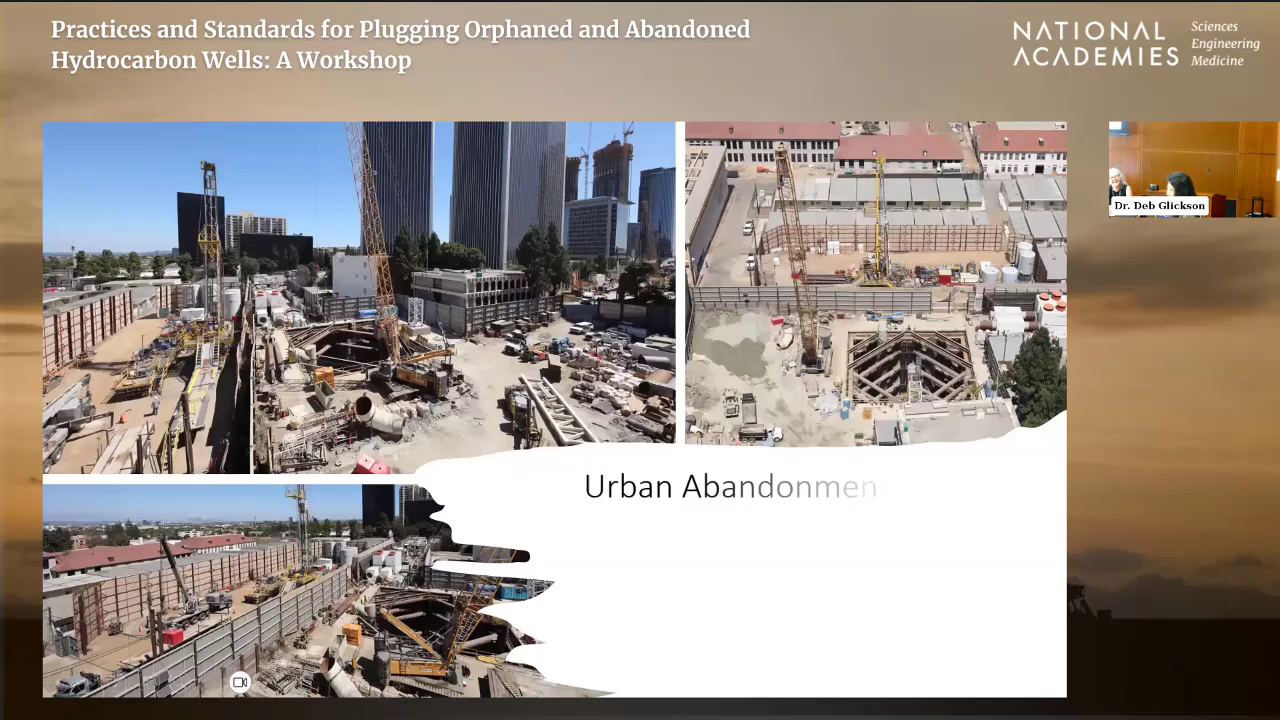 Practices and Standards for Plugging Orphaned and Abandoned
Hydrocarbon Wells: A Workshop
NATIONAL
ACADEMIES
Sciences
Engineering
Medicine
Dr. Deb Glickson
Urban Abandonmen